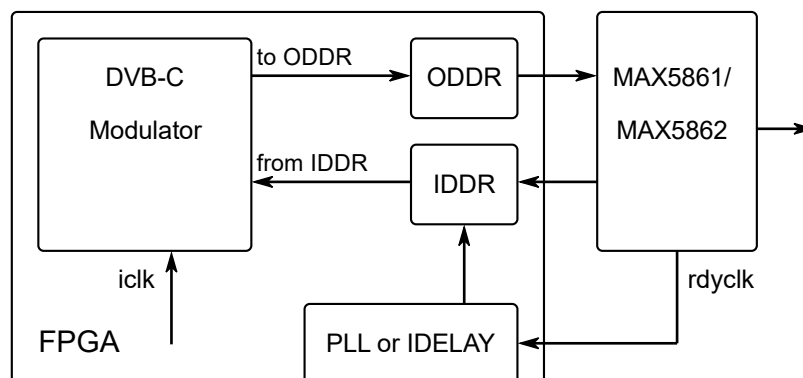 DVB-C
Modulator
to ODDR
ODDR
MAX5861/
MAX5862
from IDDR
IDDR
iclk
rdyclk
FPGA
PLL or IDELAY